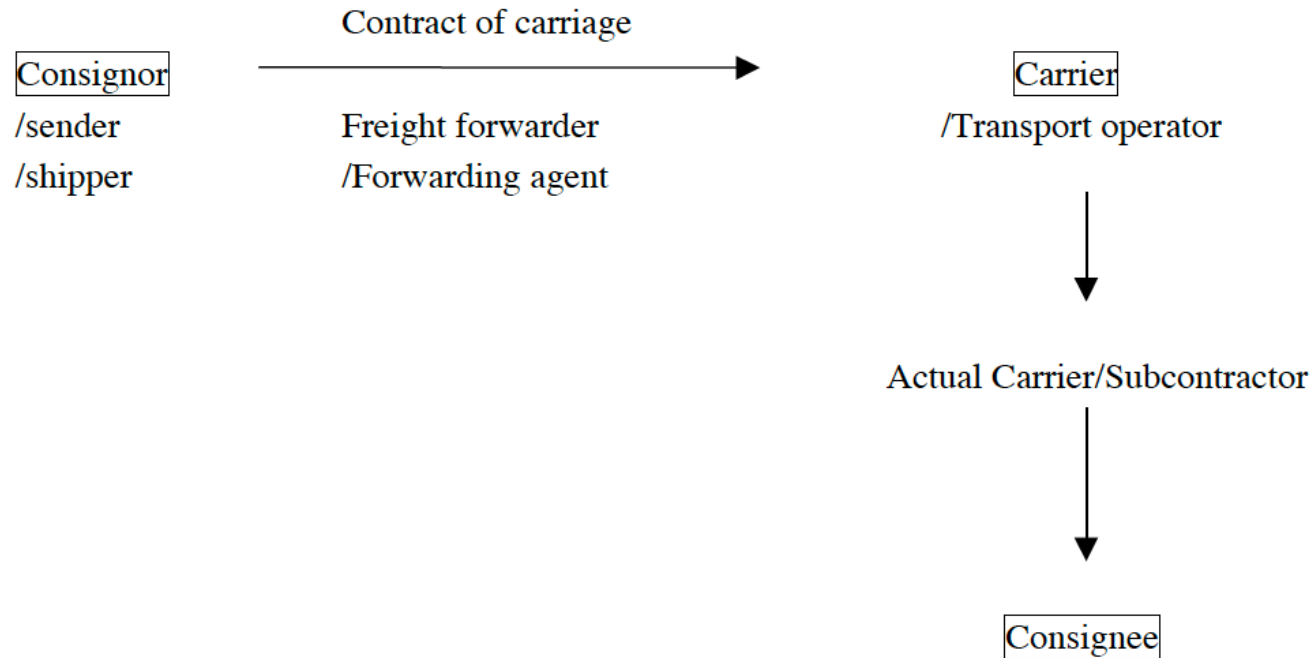 Contract of carriage
Consignor
Carrier
/sender
Freight forwarder
/Transport operator
/shipper
/Forwarding agent
Actual Carrier/Subcontractor
Consignee